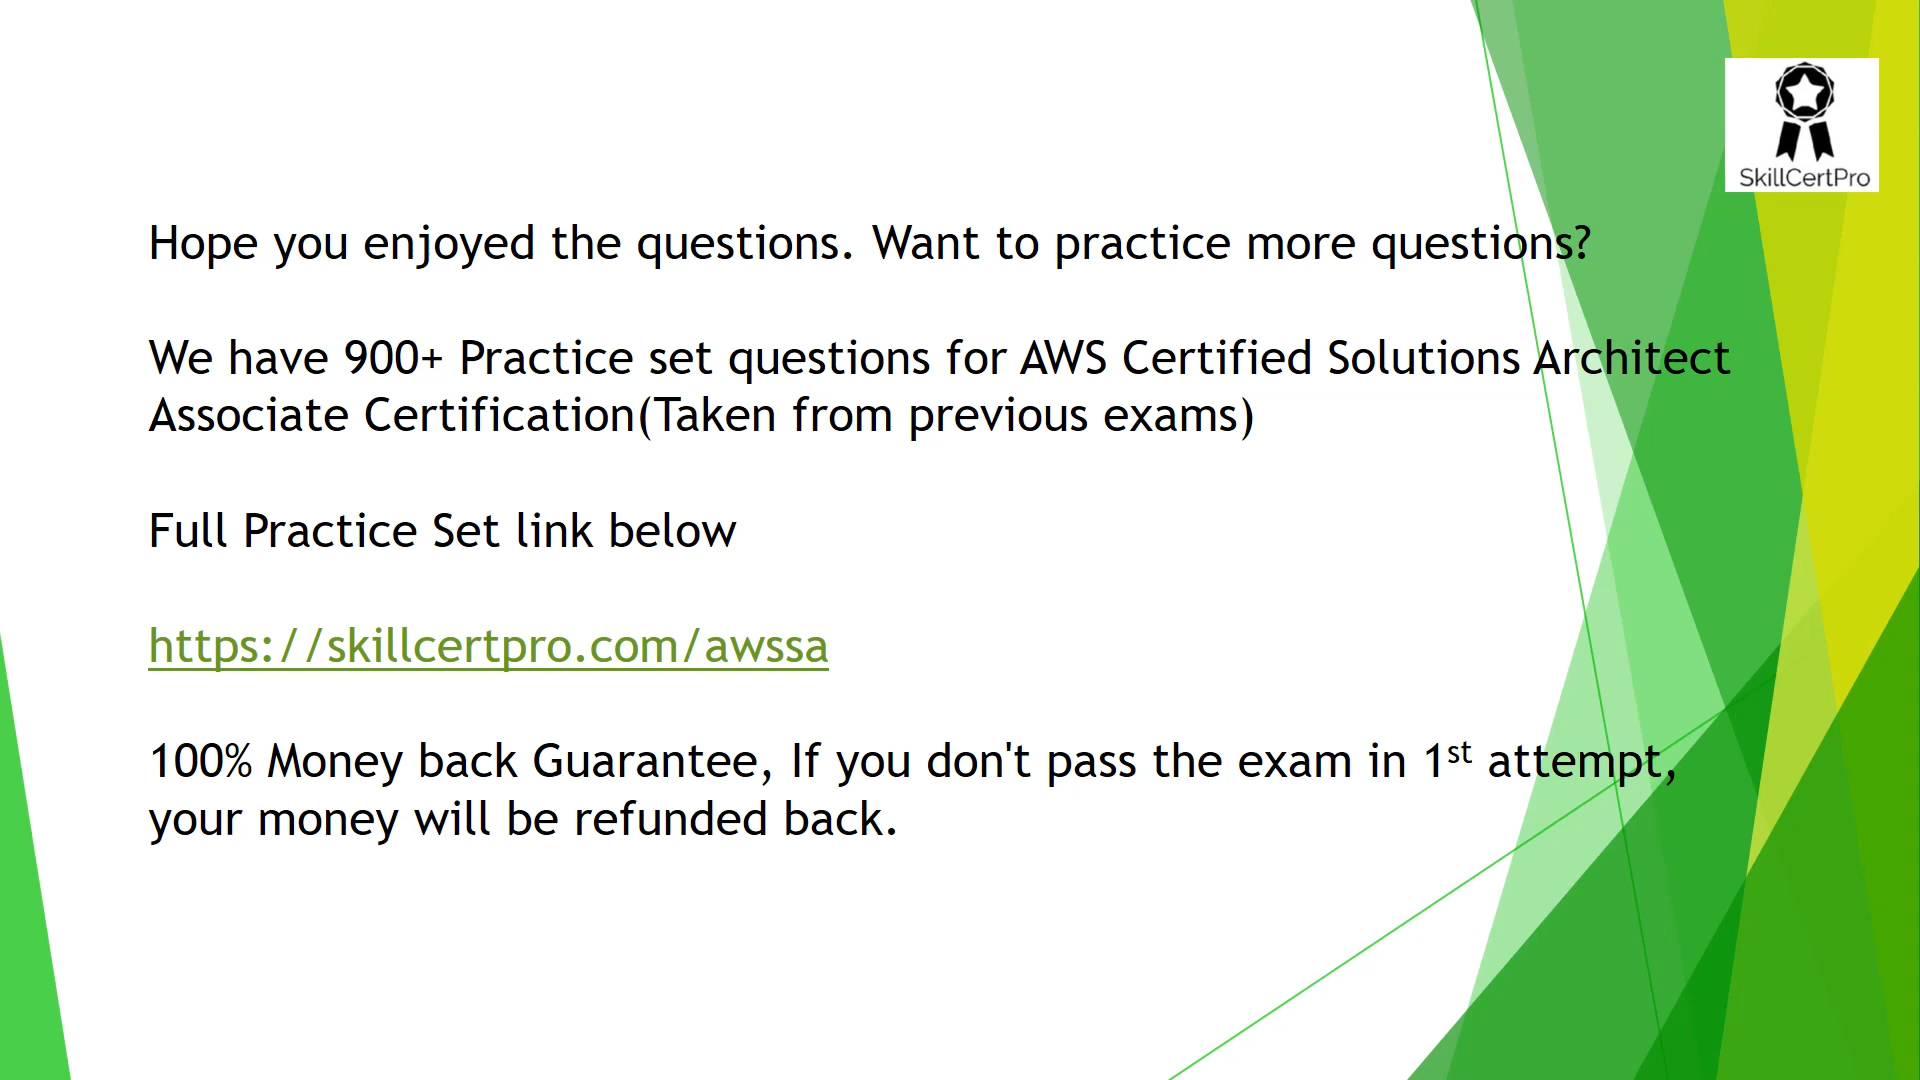 SkillCertPro
Hope you enjoyed the questions. Want to practice more questions?
We have 900+ Practice set questions for AWS Certified Solutions Architect
Associate Certification(Taken from previous exams)
Full Practice Set link below
https://skillcertpro.com/awssa
100% Money back Guarantee, If you don't pass the exam in 1st attempt,
your money will be refunded back.